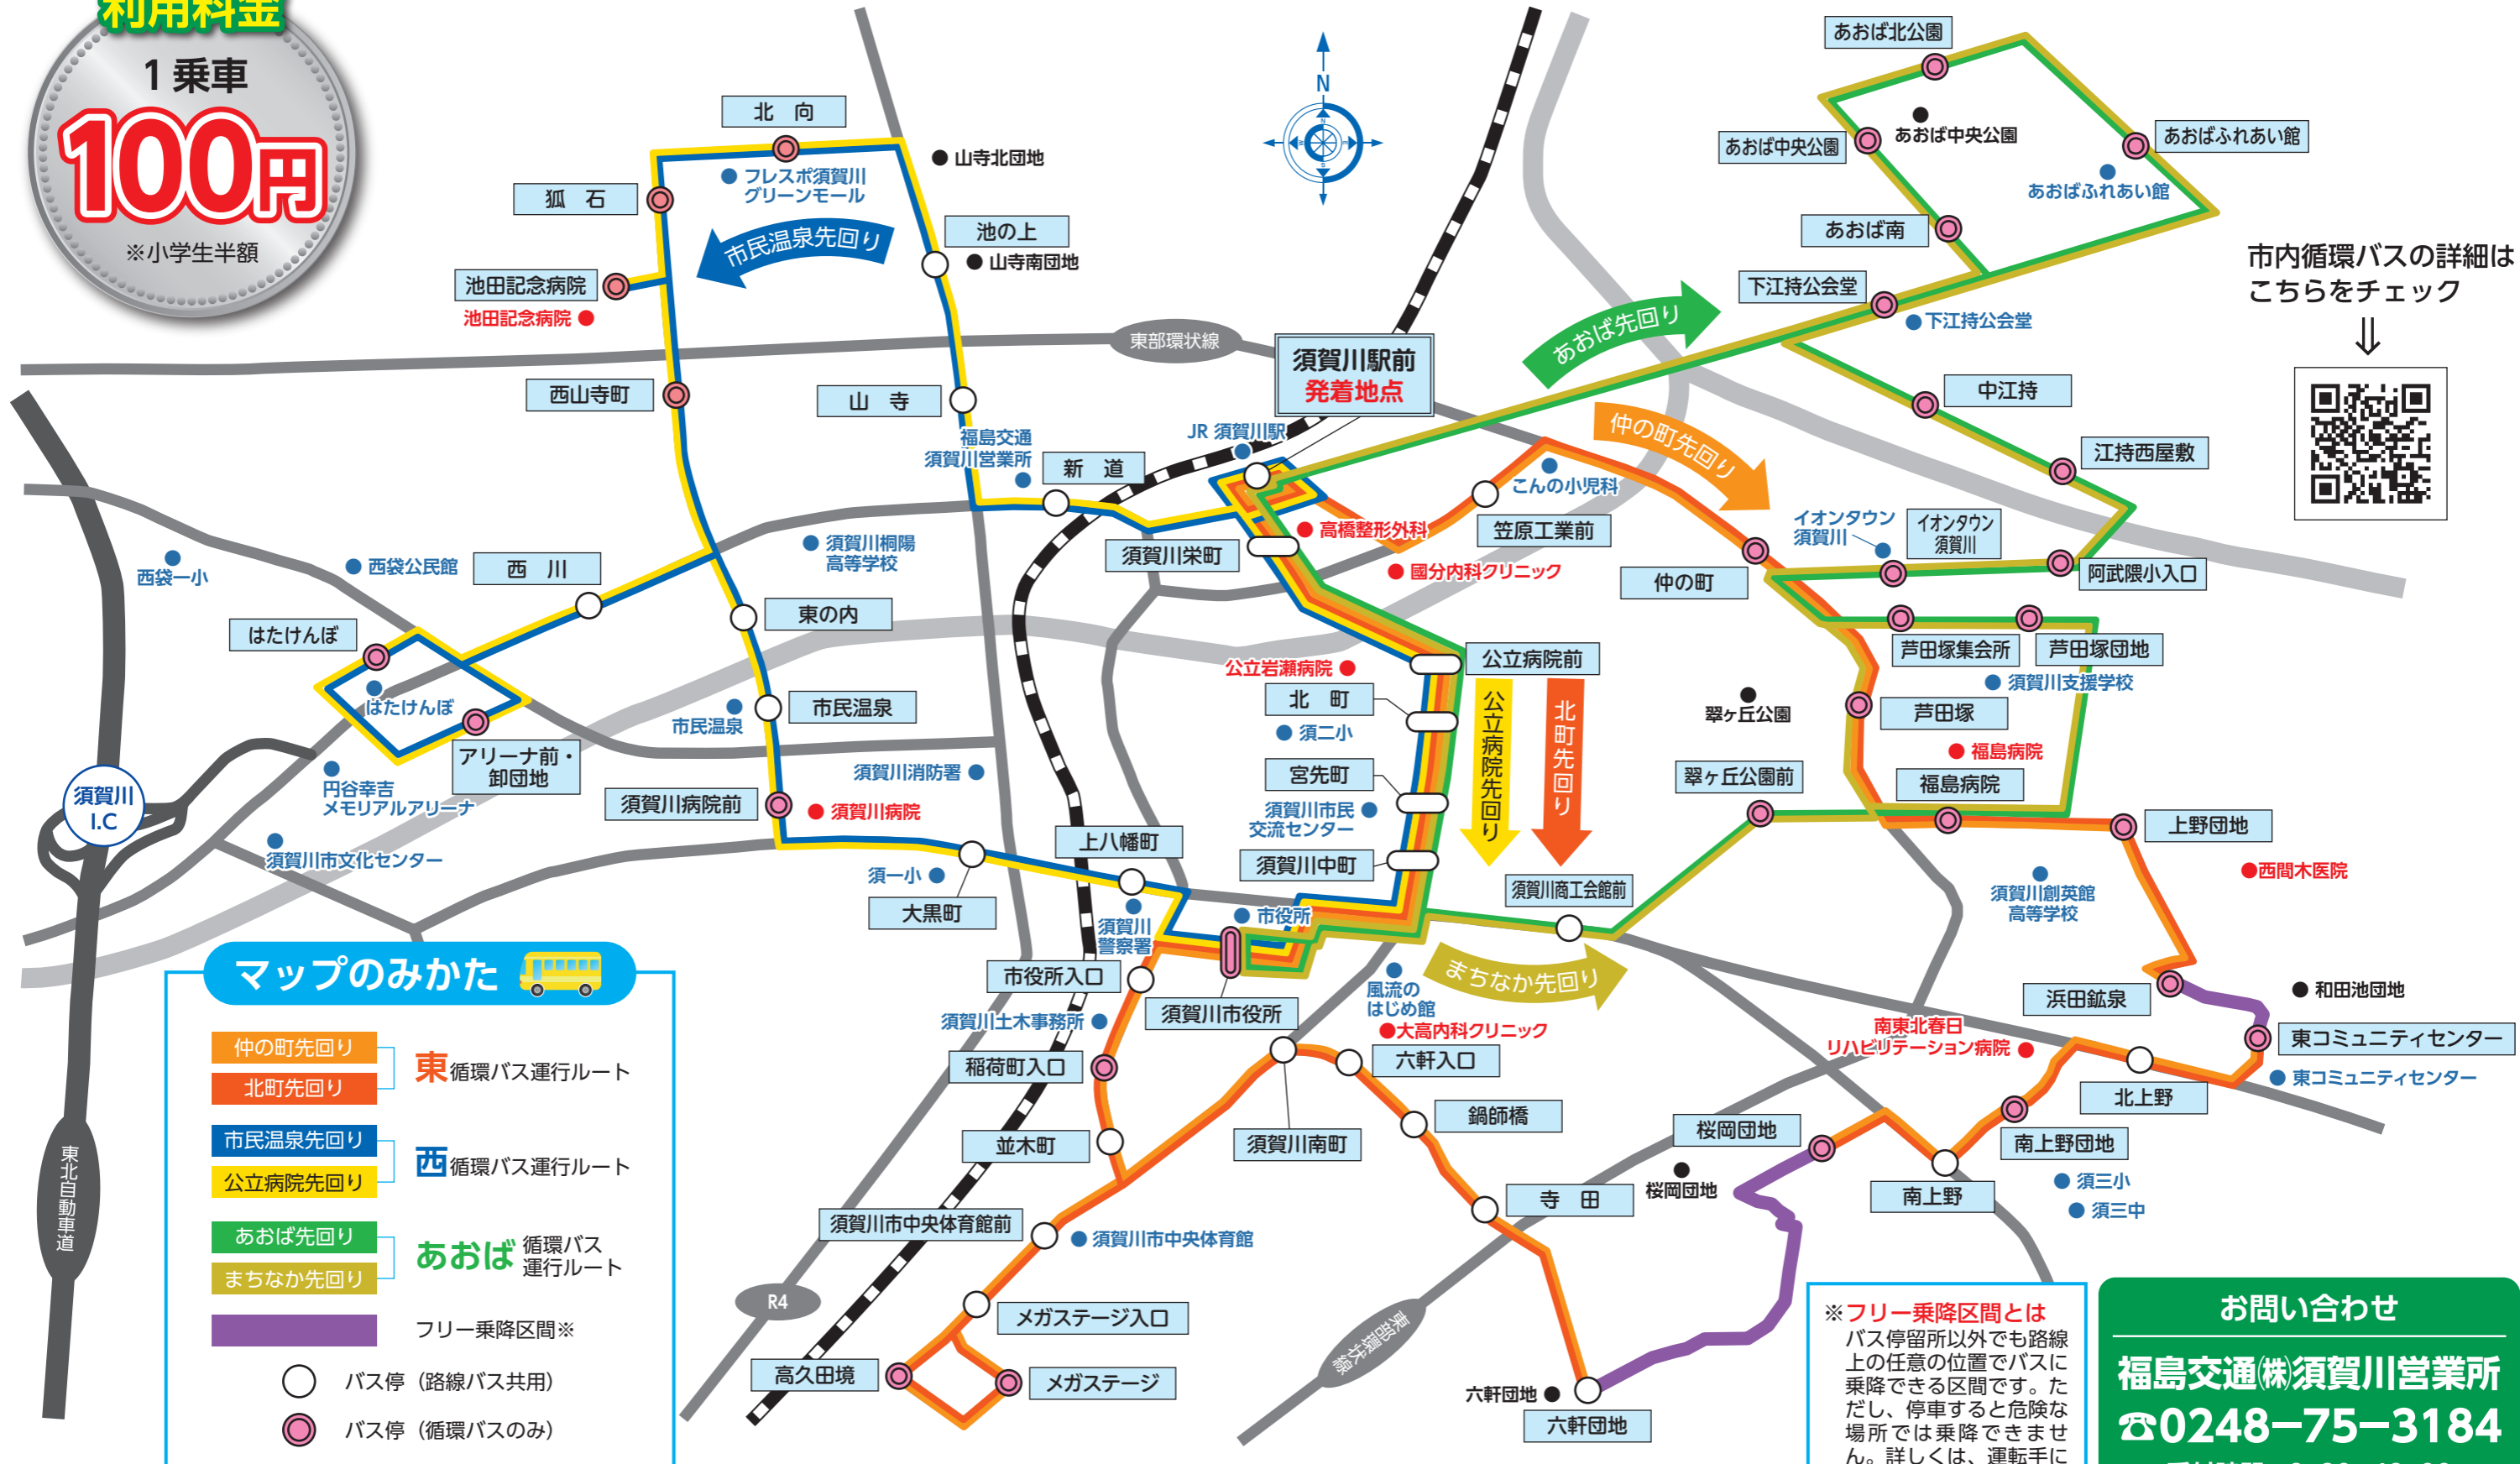 利用料金
1乗車
100円
※小学生半額
北 向
狐 石
池田記念病院
池田記念病院
フレスポ須賀川
グリーンモール
山寺北団地
市民温泉先回り
池の上
山寺南団地
西山寺町
山 寺
福島交通
須賀川営業所
新 道
東部環状線
N
須賀川駅前
発着地点
JR 須賀川駅
須賀川栄町
高橋整形外科
國分内科クリニック
笠原工業前
こんの小児科
あおば先回り
仲の町先回り
あおば北公園
あおば中央公園
あおば中央公園
あおばふれあい館
あおばふれあい館
あおば南
下江持公会堂
下江持公会堂
中江持
江持西屋敷
市内循環バスの詳細は
こちらをチェック
⇓
イオンタウン
須賀川
イオンタウン
須賀川
阿武隈小入口
仲の町
芦田塚集会所
芦田塚団地
須賀川支援学校
芦田塚
翠ヶ丘公園
福島病院
福島病院
翠ヶ丘公園前
上野団地
西間木医院
須賀川創英館
高等学校
浜田鉱泉
和田池団地
東コミュニティセンター
東コミュニティセンター
北上野
南東北春日
リハビリテーション病院
南上野団地
須三小
須三中
南上野
桜岡団地
桜岡団地
西袋一小
西袋公民館
西 川
須賀川桐陽
高等学校
はたけんぼ
はたけんぼ
東の内
市民温泉
市民温泉
アリーナ前・
卸団地
円谷幸吉
メモリアルアリーナ
須賀川市文化センター
須賀川
I.C
東北自動車道
須賀川消防署
須賀川病院前
須賀川病院
須一小
大黒町
上八幡町
須賀川
警察署
市役所
市役所入口
須賀川市役所
公立岩瀬病院
公立病院前
北 町
須二小
宮先町
須賀川市民
交流センター
須賀川中町
公立病院先回り
北町先回り
須賀川商工会館前
まちなか先回り
風流の
はじめ館
大高内科クリニック
須賀川土木事務所
稲荷町入口
並木町
須賀川南町
六軒入口
鍋師橋
寺 田
六軒団地
六軒団地
東部環状線
須賀川市中央体育館前
須賀川市中央体育館
R4
メガステージ入口
高久田境
メガステージ
マップのみかた
仲の町先回り
北町先回り
東循環バス運行ルート
市民温泉先回り
公立病院先回り
西循環バス運行ルート
あおば先回り
まちなか先回り
あおば 循環バス
運行ルート
フリー乗降区間※
バス停（路線バス共用）
バス停（循環バスのみ）
※フリー乗降区間とは
バス停留所以外でも路線
上の任意の位置でバスに
乗降できる区間です。た
だし、停車すると危険な
場所では乗降できませ
ん。詳しくは、運転手に
お問い合わせ
福島交通㈱須賀川営業所
☎0248−75−3184